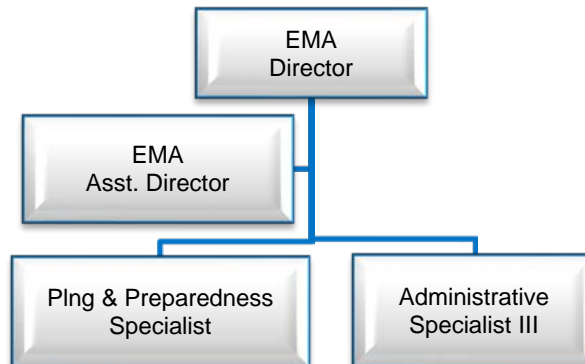 EMA
Director
EMA
Asst. Director
Plng & Preparedness
Specialist
Administrative
Specialist III